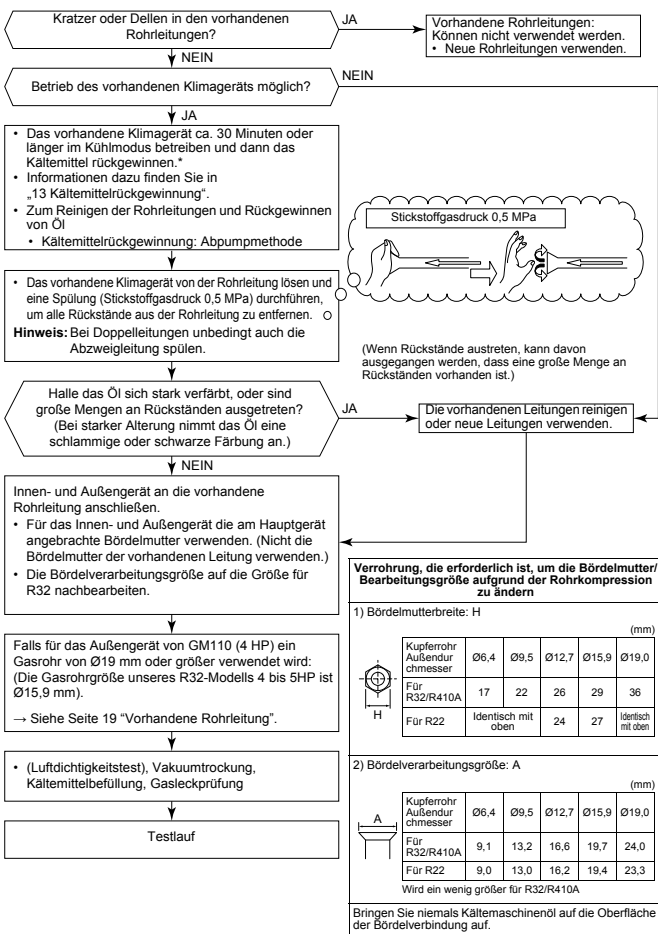 Kratzer oder Dellen in den vorhandenen
Rohrleitungen?
JA
Vorhandene Rohrleitungen:
Können nicht verwendet werden.
• Neue Rohrleitungen verwenden.
NEIN
Betrieb des vorhandenen Klimageräts möglich?
NEIN
JA
• Das vorhandene Klimagerät ca. 30 Minuten oder
länger im Kühlmodus betreiben und dann das
Kältemittel rückgewinnen.*
• Informationen dazu finden Sie in
„13 Kältemittelrückgewinnung“.
• Zum Reinigen der Rohrleitungen und Rückgewinnen
von Öl
• Kältemittelrückgewinnung: Abpumpmethode
Stickstoffgasdruck 0,5 MPa
• Das vorhandene Klimagerät von der Rohrleitung lösen und
eine Spülung (Stickstoffgasdruck 0,5 MPa) durchführen,
um alle Rückstände aus der Rohrleitung zu entfernen.
Hinweis: Bei Doppelleitungen unbedingt auch die
Abzweigleitung spülen.
(Wenn Rückstände austreten, kann davon
ausgegangen werden, dass eine große Menge an
Rückständen vorhanden ist.)
Halle das Öl sich stark verfärbt, oder sind
große Mengen an Rückständen ausgetreten?
(Bei starker Alterung nimmt das Öl eine
schlammige oder schwarze Färbung an.)
JA
Die vorhandenen Leitungen reinigen
oder neue Leitungen verwenden.
NEIN
Innen- und Außengerät an die vorhandene
Rohrleitung anschließen.
• Für das Innen- und Außengerät die am Hauptgerät
angebrachte Bördelmutter verwenden. (Nicht die
Bördelmutter der vorhandenen Leitung verwenden.)
• Die Bördelverarbeitungsgröße auf die Größe für
R32 nachbearbeiten.
Falls für das Außengerät von GM110 (4 HP) ein
Gasrohr von Ø19 mm oder größer verwendet wird:
(Die Gasrohrgröße unseres R32-Modells 4 bis 5HP ist
Ø15,9 mm).
→ Siehe Seite 19 “Vorhandene Rohrleitung”.
• (Luftdichtigkeitstest), Vakuumtrockung,
Kältemittelbefüllung, Gasleckprüfung
Testlauf
Verrohrung, die erforderlich ist, um die Bördelmutter/
Bearbeitungsgröße aufgrund der Rohrkompression
zu ändern
1) Bördelmutterbreite: H
(mm)
H
Kupferrohr
Außendur
chmesser
Ø6,4 Ø9,5 Ø12,7 Ø15,9 Ø19,0
Für
R32/R410A
17 22 26 29 36
Für R22
Identisch mit
oben
24 27
Identisch
mit oben
2) Bördelverarbeitungsgröße: A
(mm)
A
Kupferrohr
Außendur
chmesser
Ø6,4 Ø9,5 Ø12,7 Ø15,9 Ø19,0
Für
R32/R410A
9,1 13,2 16,6 19,7 24,0
Für R22 9,0 13,0 16,2 19,4 23,3
Wird ein wenig größer für R32/R410A
Bringen Sie niemals Kältemaschinenöl auf die Oberfläche
der Bördelverbindung auf.